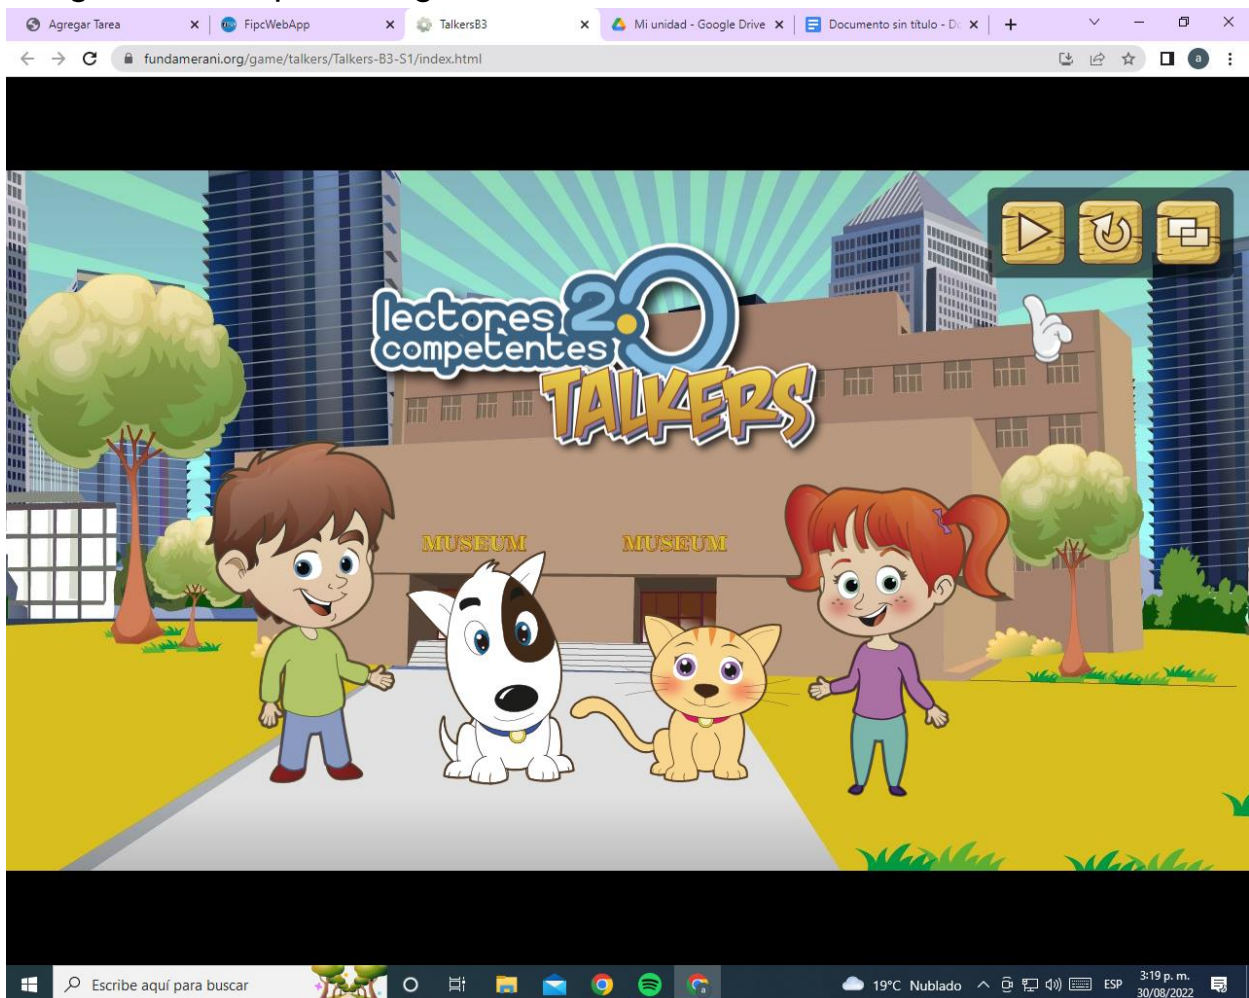 Agregar Tarea
FipcWebApp
TalkersB3
Mi unidad - Google Drive
Documento sin título - Do
fundamerani.org/game/talkers/Talkers-B3-S1/index.html
a
lectores 2.0
competentes
TALKERS
MUSEUM MUSEUM
Escribe aquí para buscar
19°C Nublado
ESP
3:19 p. m.
30/08/2022